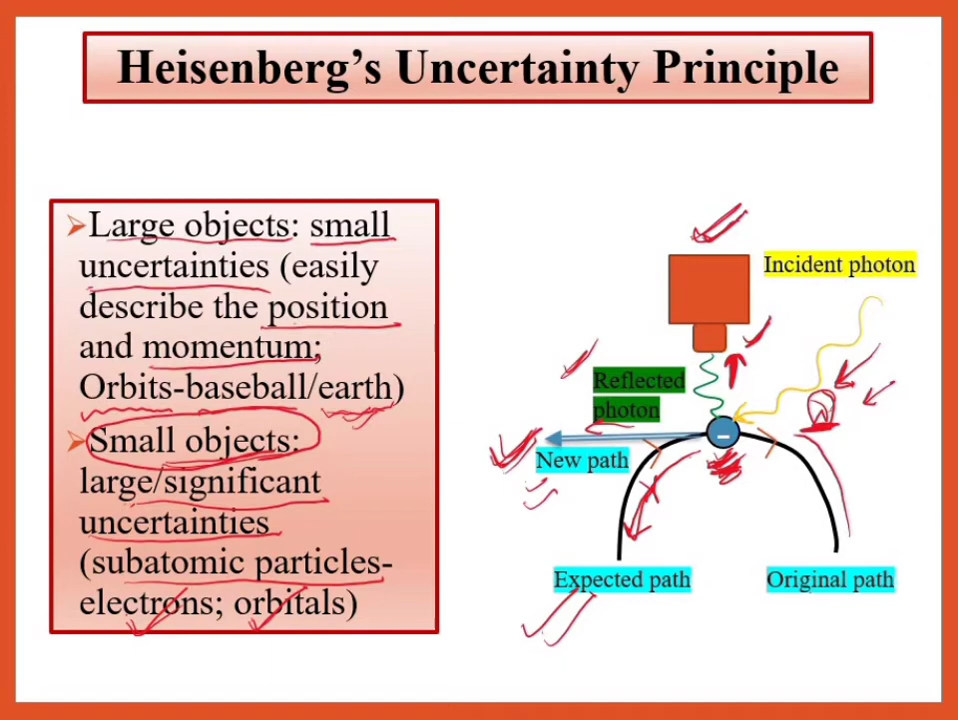 Heisenberg's Uncertainty Principle
Large objects: small
uncertainties (easily
describe the position
and momentum;
Orbits-baseball/earth)
Small objects:
large/significant
uncertainties
(subatomic particles-
electrons; orbitals)
Incident photon
Reflected
photon
New path
Expected path
Original path